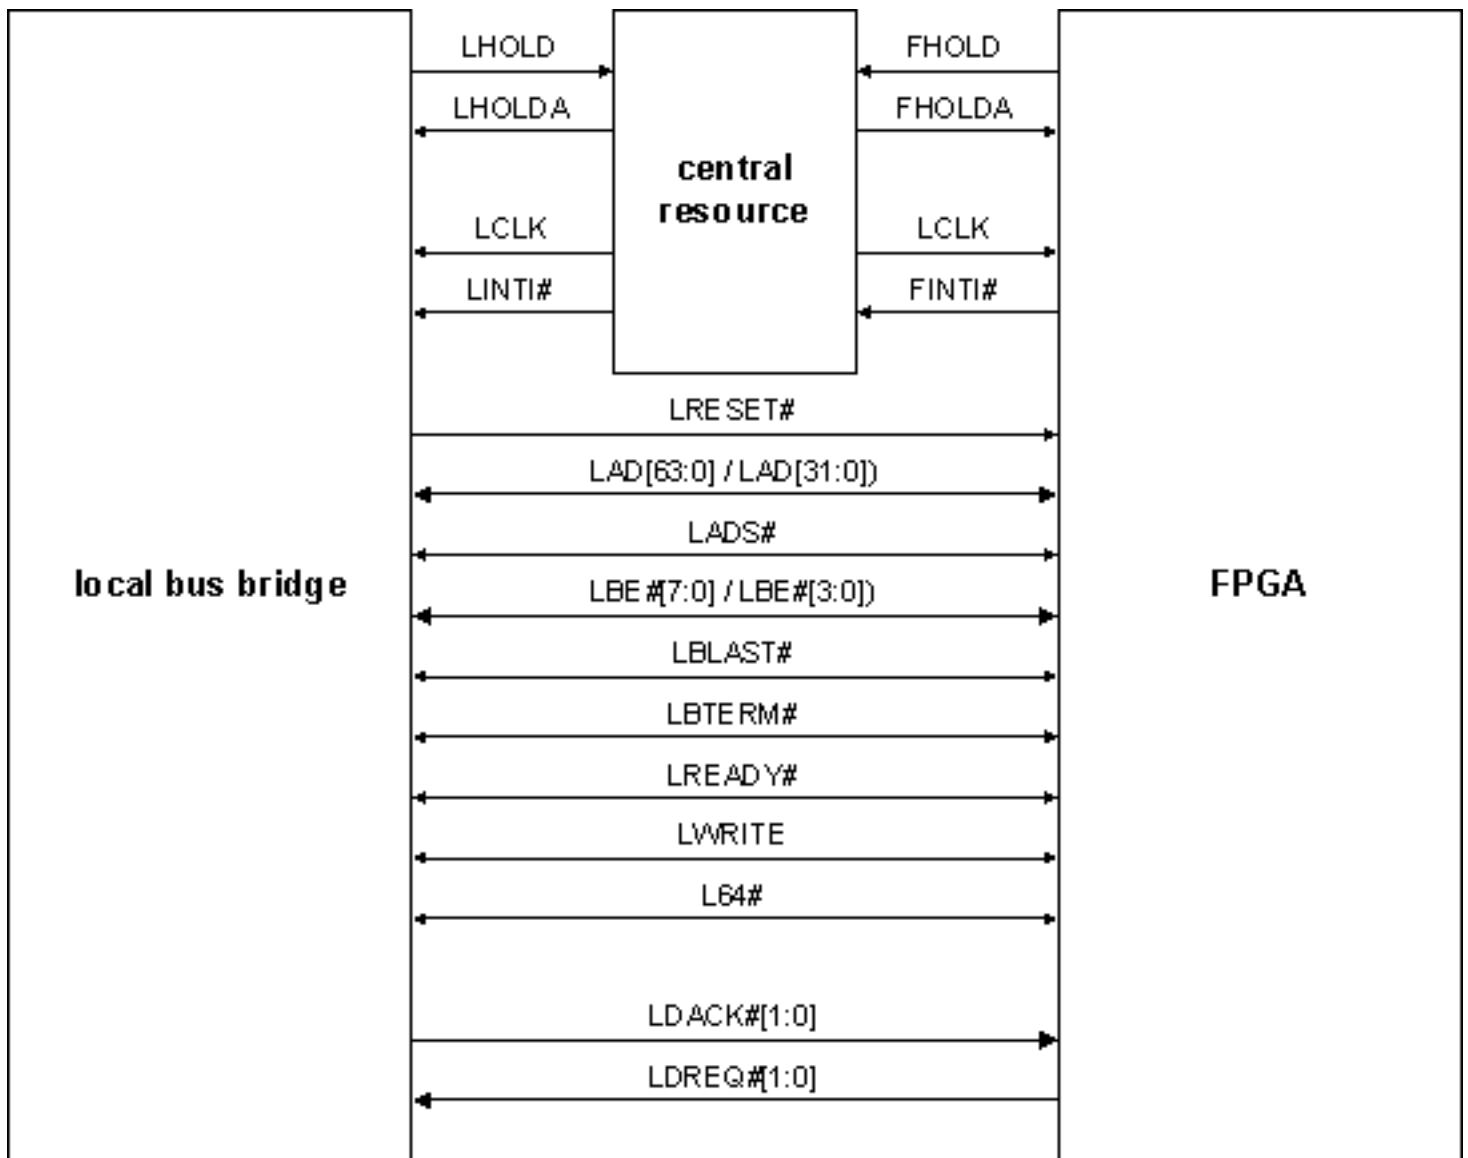 LHOLD
FHOLD
LHOLDA
FHOLDA
central
resource
LCLK
LCLK
LINTI#
FINTI#
LRESET#
LAD[63:0] / LAD[31:0])
LADS#
local bus bridge
LBE#[7:0] / LBE#[3:0])
FPGA
LBLAST#
LBTERM#
LREADY#
LWRITE
L64#
LDACK#[1:0]
LDREQ#[1:0]